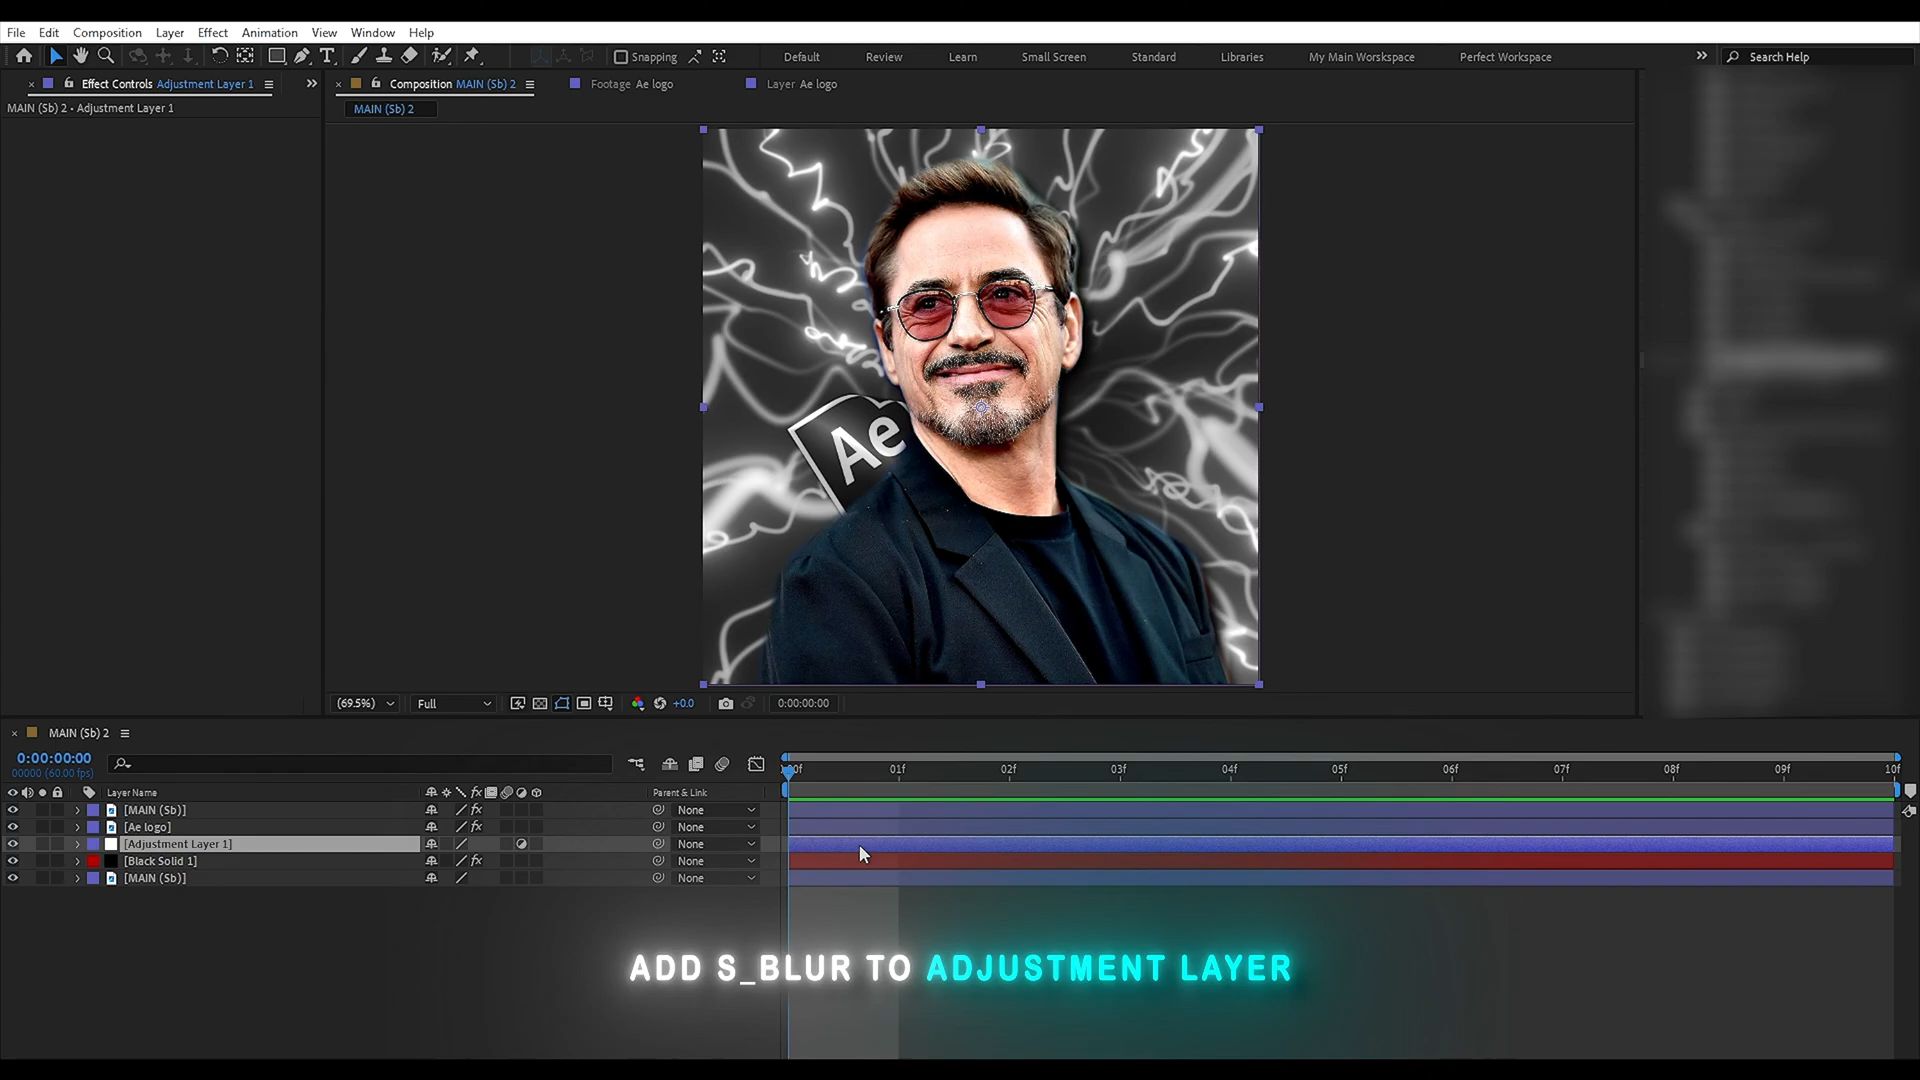 File Edit Composition Layer Effect Animation View Window Help
Snapping Default Review Learn Small Screen Standard Libraries My Main Worskspace Perfect Workspace Search Help
Effect Controls Adjustment Layer 1
Composition MAIN (Sb) 2 Footage Ae logo Layer Ae logo
MAIN (Sb) 2 • Adjustment Layer 1
MAIN (Sb) 2
Ae
(69.5%) Full +0.0 0:00:00:00
MAIN (Sb) 2
0:00:00:00
00000 (60.00 fps)
:00f 01f 02f 03f 04f 05f 06f 07f 08f 09f 10f
Layer Name fx Parent & Link
[MAIN (Sb)] fx None
[Ae logo] fx None
[Adjustment Layer 1] None
[Black Solid 1] fx None
[MAIN (Sb)] None
ADD S_BLUR TO ADJUSTMENT LAYER